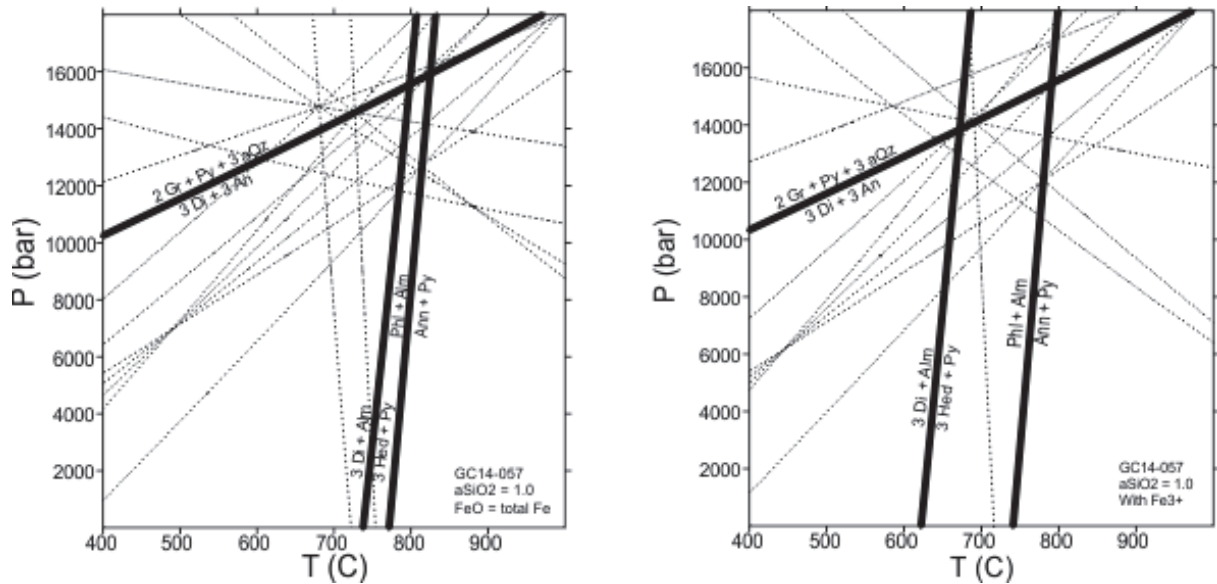 16000
14000
12000
10000
8000
6000
4000
2000
P (bar)
2 Gr + Py + 3 aQz
3 Di + 3 An
Phl + Alm
Ann + Py
3 Di + Alm
3 Hed + Py
GC14-057
aSiO2 = 1.0
FeO = total Fe
400
500
600
700
800
900
T (C)
16000
14000
12000
10000
8000
6000
4000
2000
P (bar)
2 Gr + Py + 3 aQz
3 Di + 3 An
Phl + Alm
Ann + Py
3 Di + Alm
3 Hed + Py
GC14-057
aSiO2 = 1.0
With Fe3+
400
500
600
700
800
900
T (C)